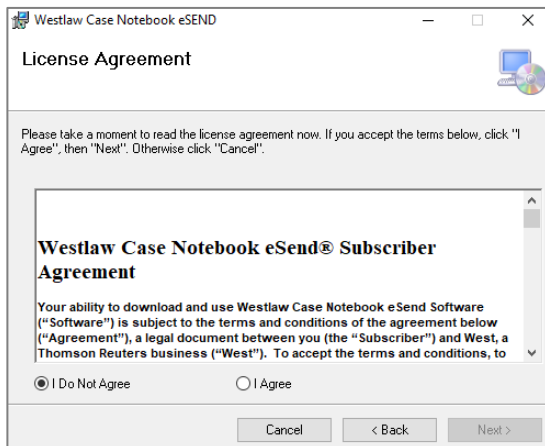 Westlaw Case Notebook eSEND
License Agreement
Please take a moment to read the license agreement now. If you accept the terms below, click "I
Agree", then "Next". Otherwise click "Cancel".
Westlaw Case Notebook eSend® Subscriber
Agreement
Your ability to download and use Westlaw Case Notebook eSend Software
(“Software”) is subject to the terms and conditions of the agreement below
(“Agreement”), a legal document between you (the “Subscriber”) and West, a
Thomson Reuters business (“West”).  To accept the terms and conditions, to
I Do Not Agree
I Agree
Cancel
< Back
Next >